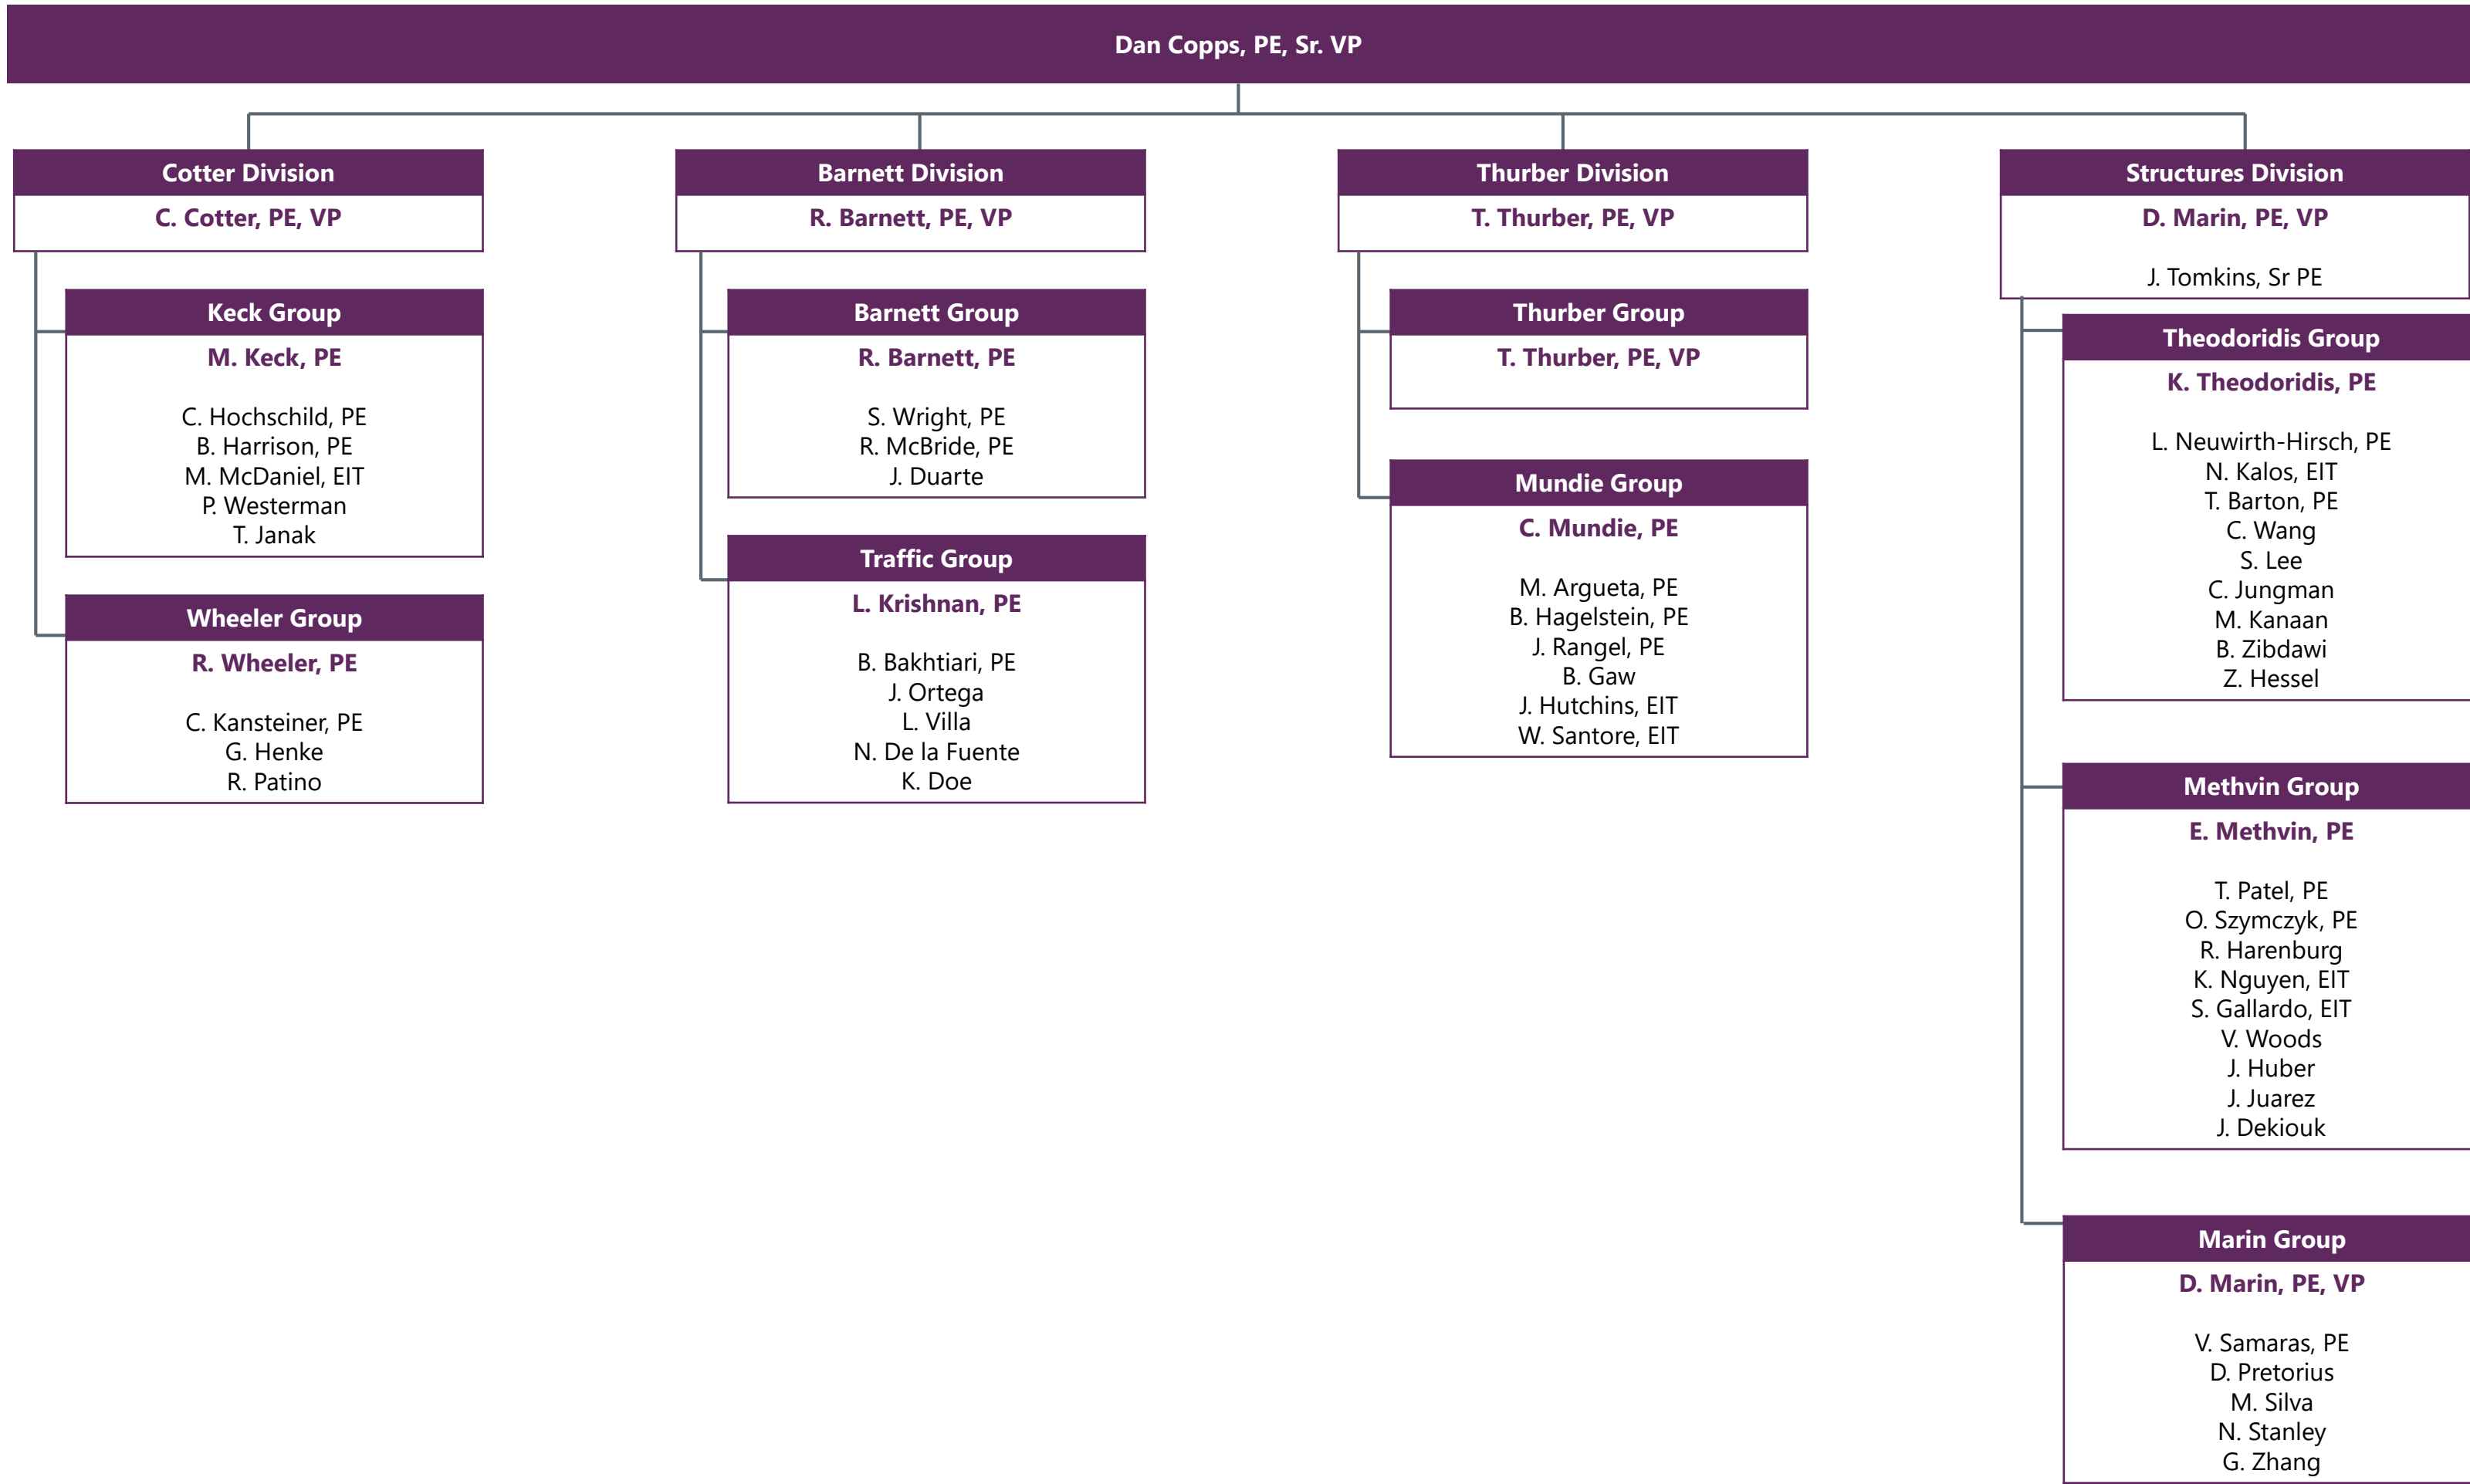 Dan Copps, PE, Sr. VP
Cotter Division
C. Cotter, PE, VP
Keck Group
M. Keck, PE
C. Hochschild, PE
B. Harrison, PE
M. McDaniel, EIT
P. Westerman
T. Janak
Wheeler Group
R. Wheeler, PE
C. Kansteiner, PE
G. Henke
R. Patino
Barnett Division
R. Barnett, PE, VP
Barnett Group
R. Barnett, PE
S. Wright, PE
R. McBride, PE
J. Duarte
Traffic Group
L. Krishnan, PE
B. Bakhtiari, PE
J. Ortega
L. Villa
N. De la Fuente
K. Doe
Thurber Division
T. Thurber, PE, VP
Thurber Group
T. Thurber, PE, VP
Mundie Group
C. Mundie, PE
M. Argueta, PE
B. Hagelstein, PE
J. Rangel, PE
B. Gaw
J. Hutchins, EIT
W. Santore, EIT
Structures Division
D. Marin, PE, VP
J. Tomkins, Sr PE
Theodoridis Group
K. Theodoridis, PE
L. Neuwirth-Hirsch, PE
N. Kalos, EIT
T. Barton, PE
C. Wang
S. Lee
C. Jungman
M. Kanaan
B. Zibdawi
Z. Hessel
Methvin Group
E. Methvin, PE
T. Patel, PE
O. Szymczyk, PE
R. Harenburg
K. Nguyen, EIT
S. Gallardo, EIT
V. Woods
J. Huber
J. Juarez
J. Dekiouk
Marin Group
D. Marin, PE, VP
V. Samaras, PE
D. Pretorius
M. Silva
N. Stanley
G. Zhang